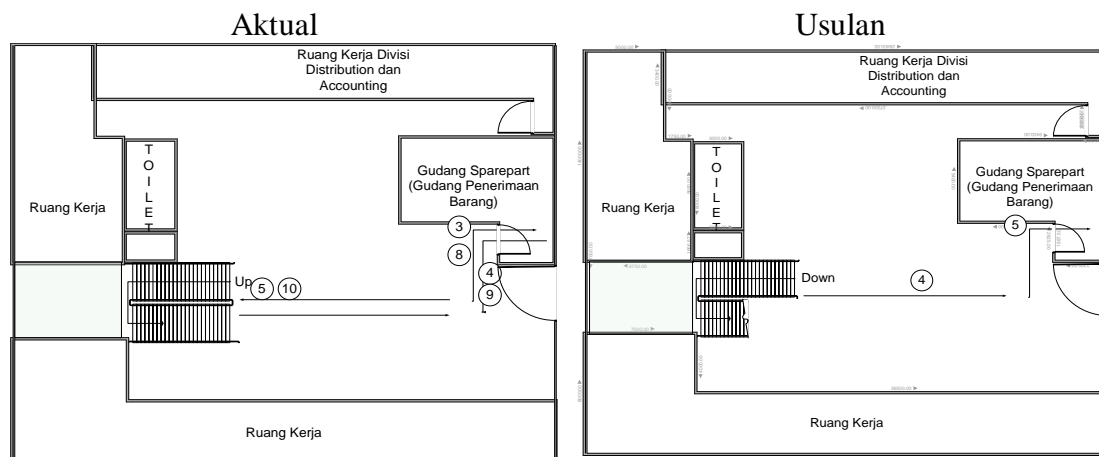 Aktual
Ruang Kerja Divisi
Distribution dan
Accounting
TOILET
Gudang Sparepart
(Gudang Penerimaan
Barang)
Ruang Kerja
3
8
4
9
Up
5
10
Ruang Kerja
Usulan
Ruang Kerja Divisi
Distribution dan
Accounting
TOILET
Gudang Sparepart
(Gudang Penerimaan
Barang)
Ruang Kerja
5
Down
4
Ruang Kerja